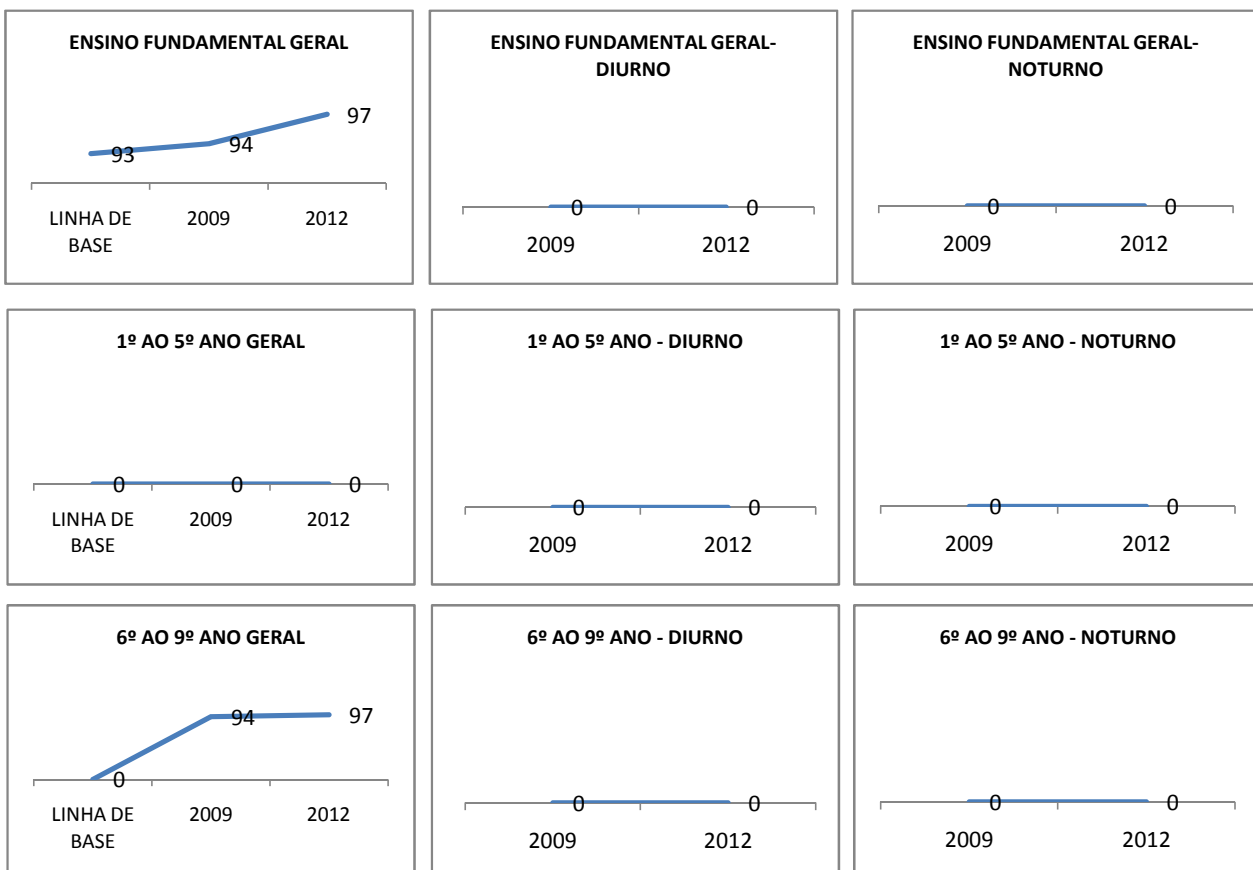 ENSINO FUNDAMENTAL GERAL
93
94
97
LINHA DE
BASE
2009
2012
ENSINO FUNDAMENTAL GERAL-
DIURNO
0
0
2009
2012
ENSINO FUNDAMENTAL GERAL-
NOTURNO
0
0
2009
2012
1º AO 5º ANO GERAL
0
0
0
LINHA DE
BASE
2009
2012
1º AO 5º ANO - DIURNO
0
0
2009
2012
1º AO 5º ANO - NOTURNO
0
0
2009
2012
6º AO 9º ANO GERAL
0
94
97
LINHA DE
BASE
2009
2012
6º AO 9º ANO - DIURNO
0
0
2009
2012
6º AO 9º ANO - NOTURNO
0
0
2009
2012